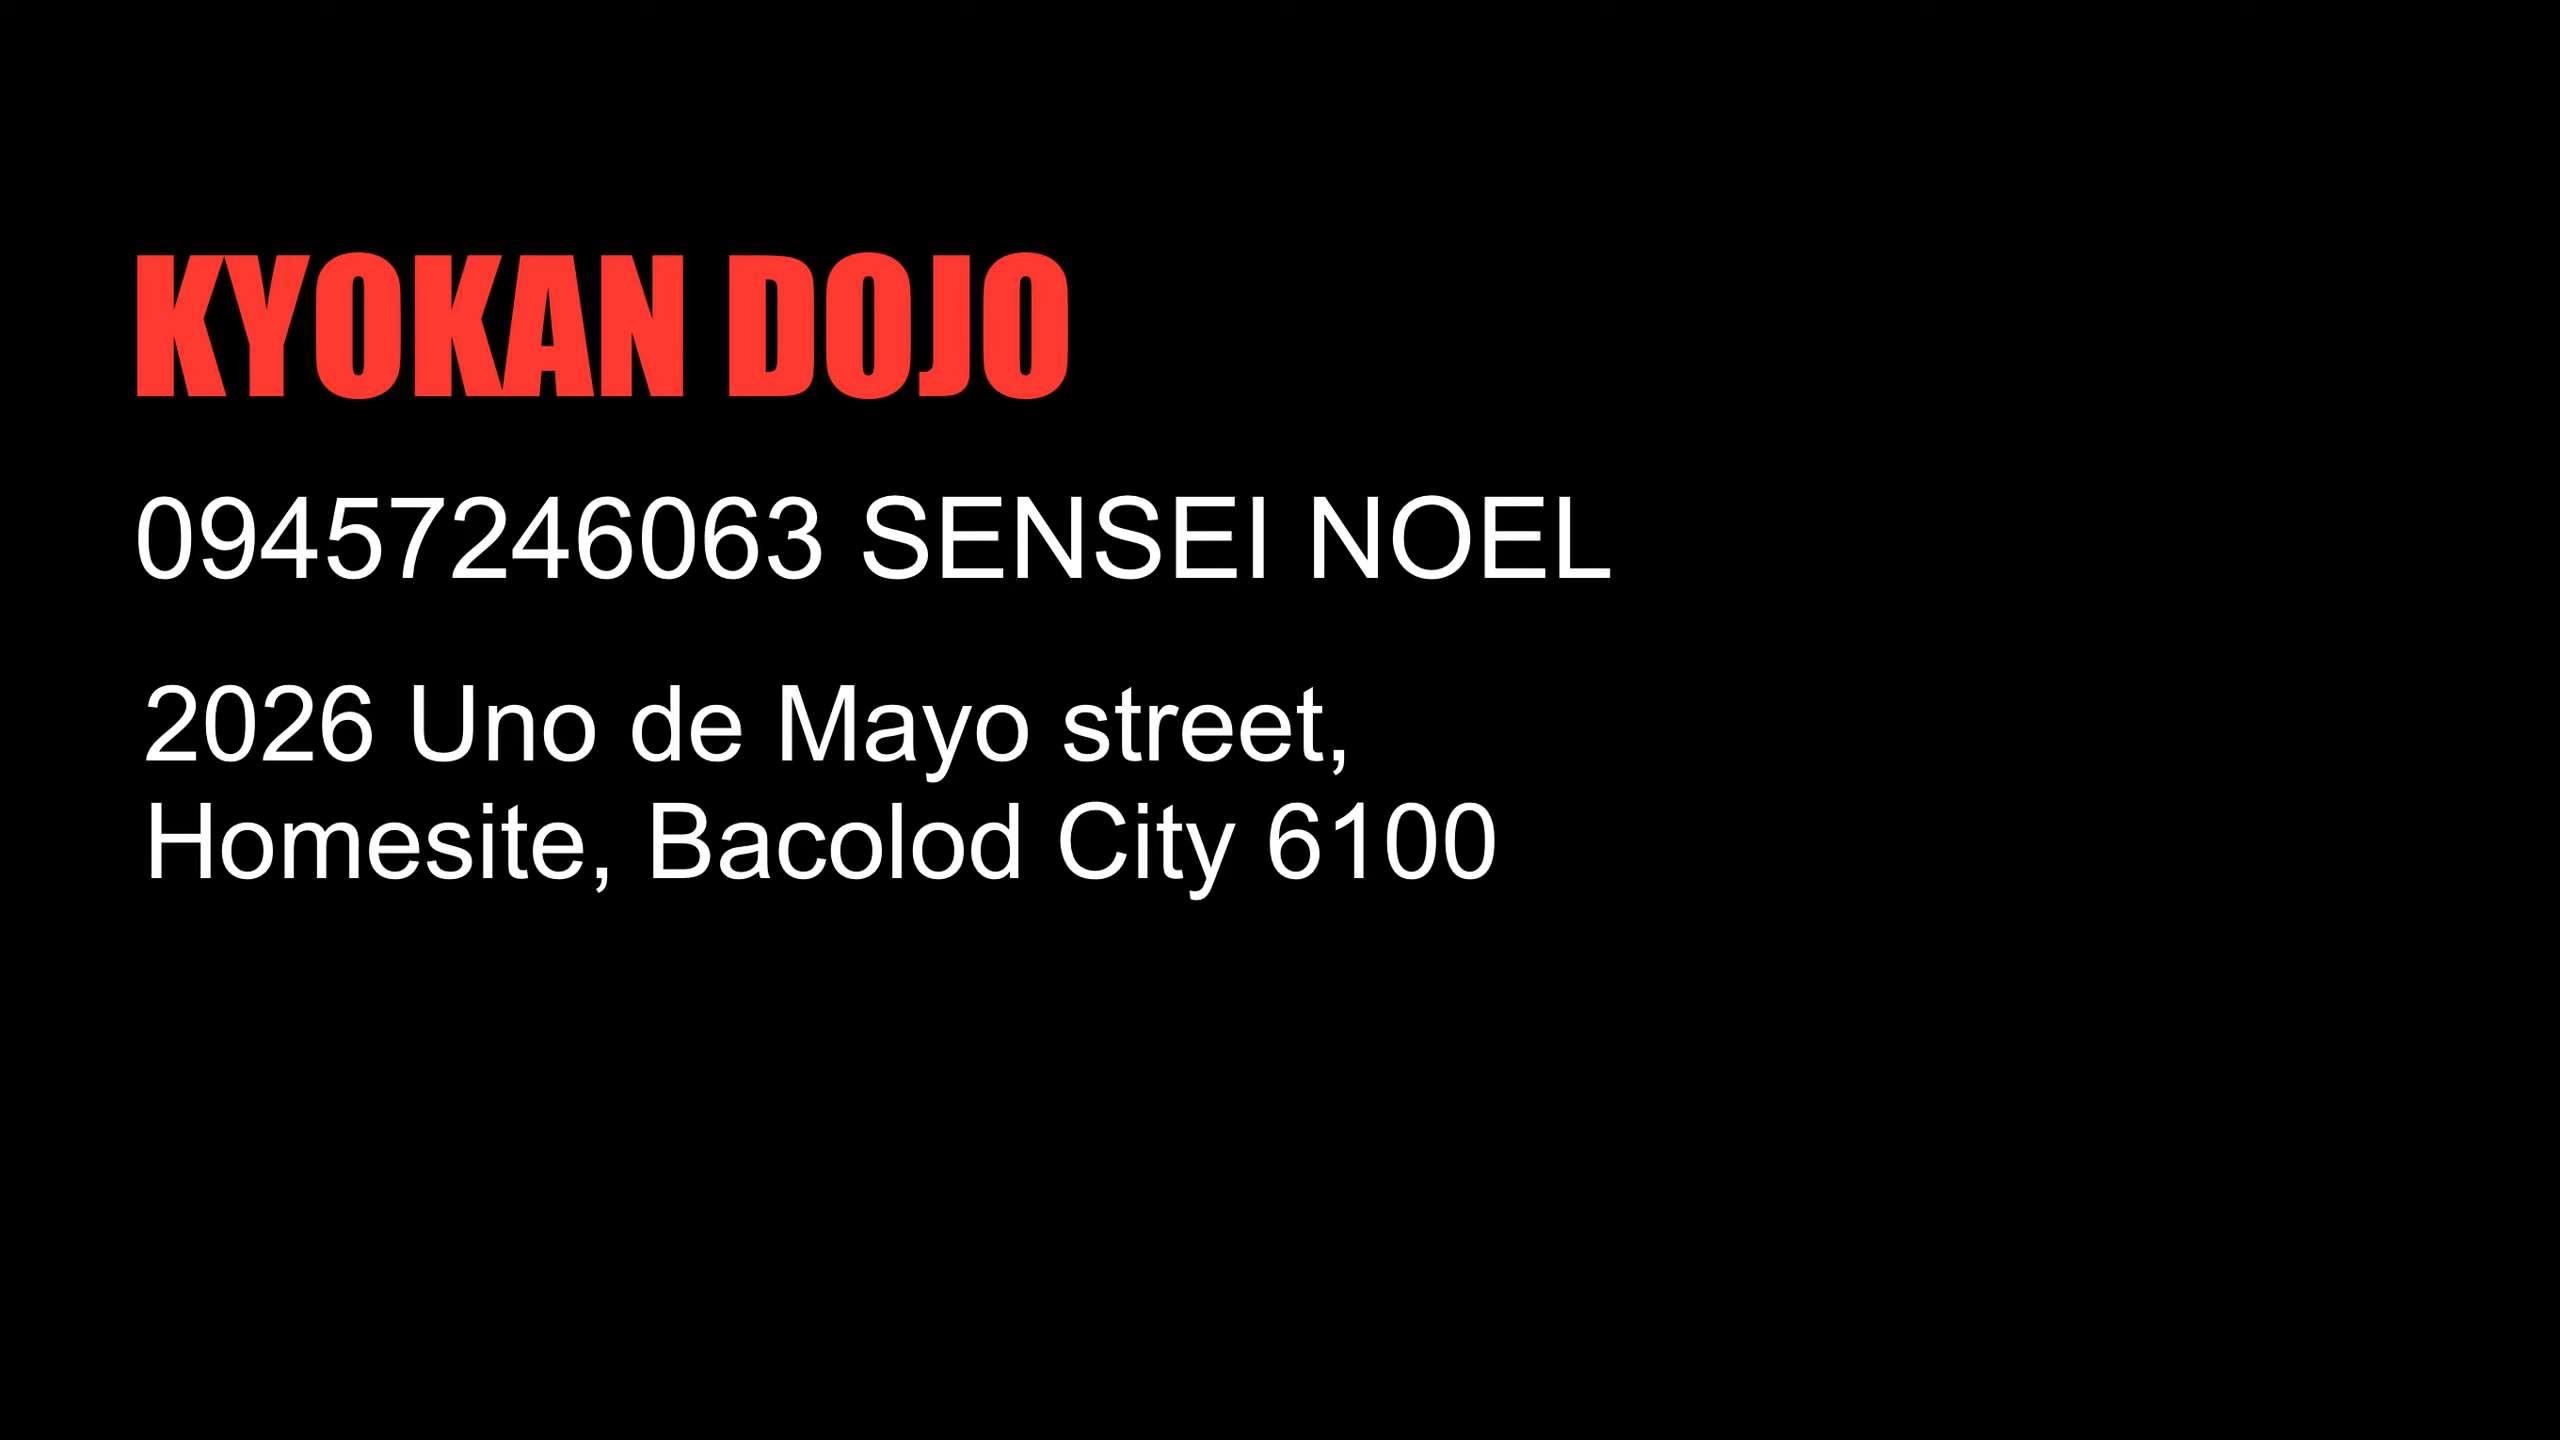 KYOKAN DOJO
09457246063 SENSEI NOEL
2026 Uno de Mayo street,
Homesite, Bacolod City 6100